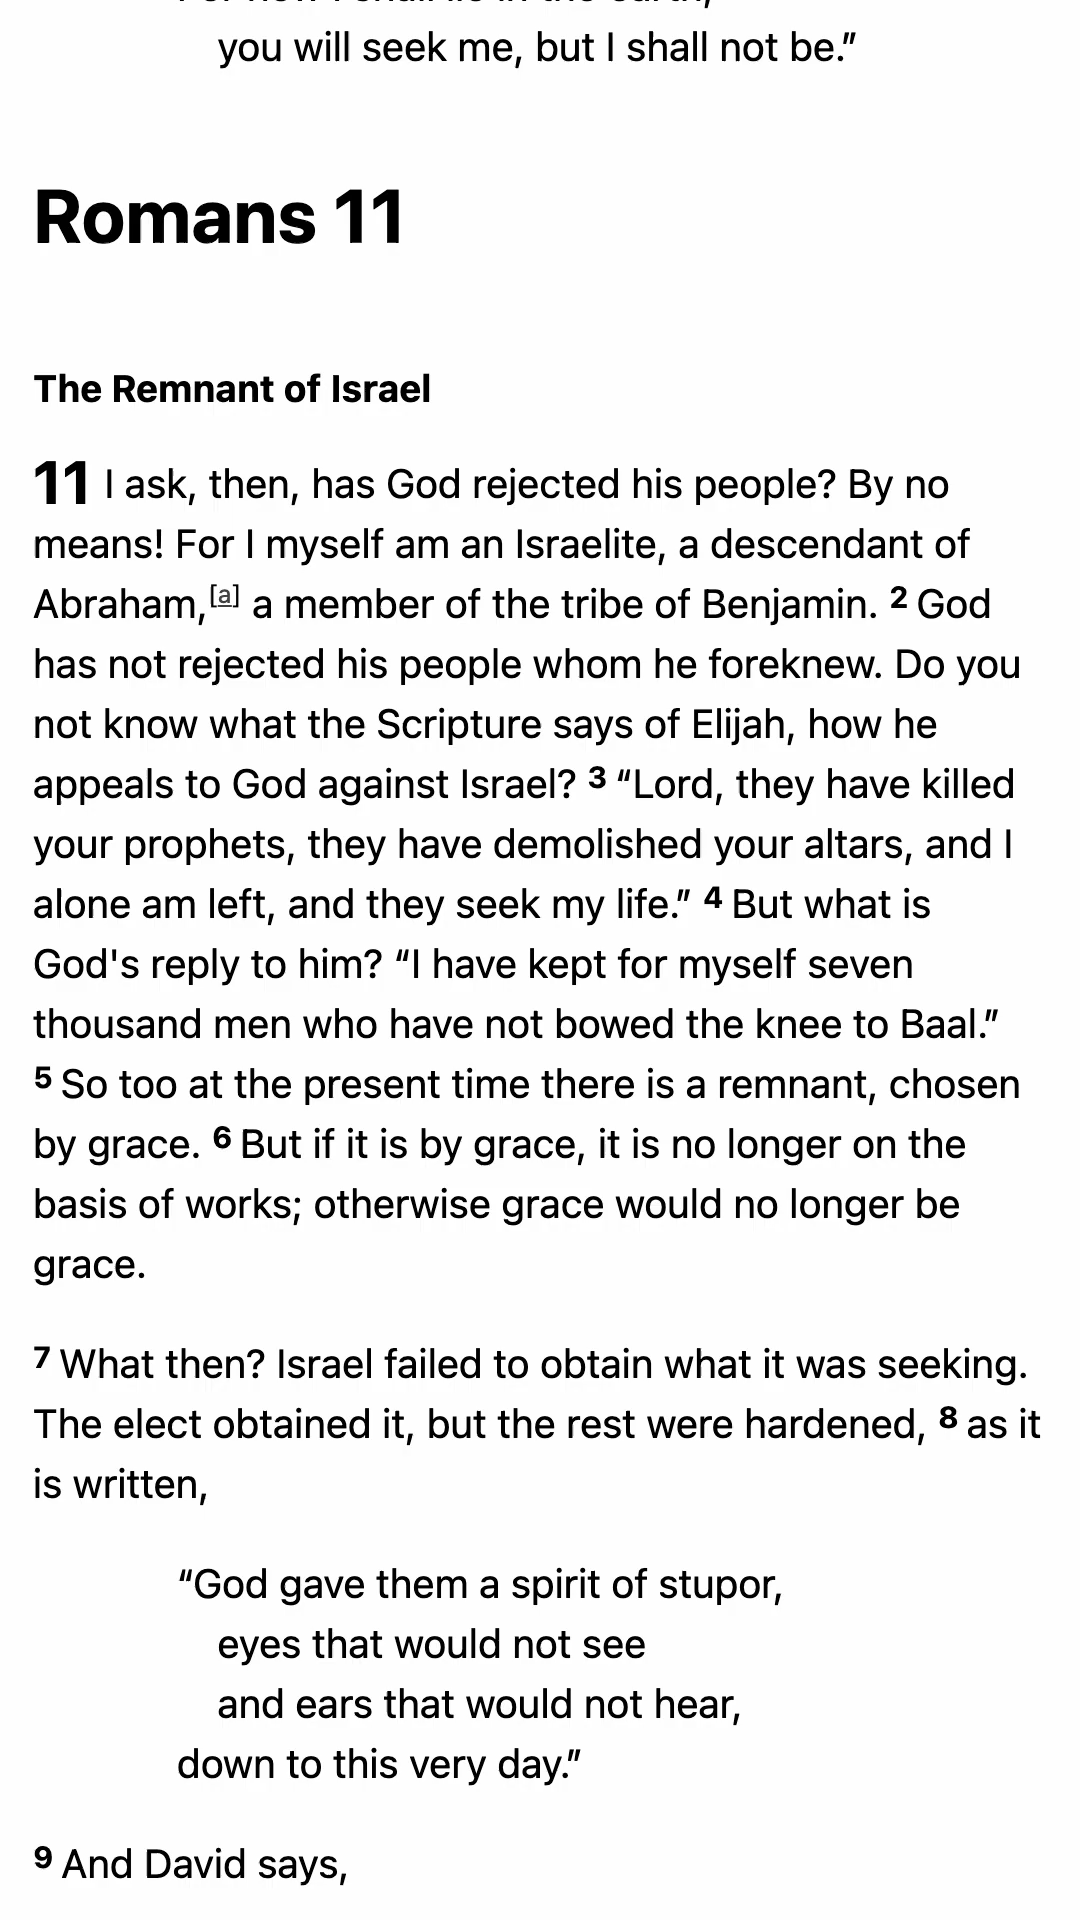 you will seek me, but I shall not be.”
Romans 11
The Remnant of Israel
11 I ask, then, has God rejected his people? By no
means! For I myself am an Israelite, a descendant of
Abraham,[a] a member of the tribe of Benjamin. 2 God
has not rejected his people whom he foreknew. Do you
not know what the Scripture says of Elijah, how he
appeals to God against Israel? 3 “Lord, they have killed
your prophets, they have demolished your altars, and I
alone am left, and they seek my life.” 4 But what is
God's reply to him? “I have kept for myself seven
thousand men who have not bowed the knee to Baal.”
5 So too at the present time there is a remnant, chosen
by grace. 6 But if it is by grace, it is no longer on the
basis of works; otherwise grace would no longer be
grace.
7 What then? Israel failed to obtain what it was seeking.
The elect obtained it, but the rest were hardened, 8 as it
is written,
“God gave them a spirit of stupor,
eyes that would not see
and ears that would not hear,
down to this very day.”
9 And David says,